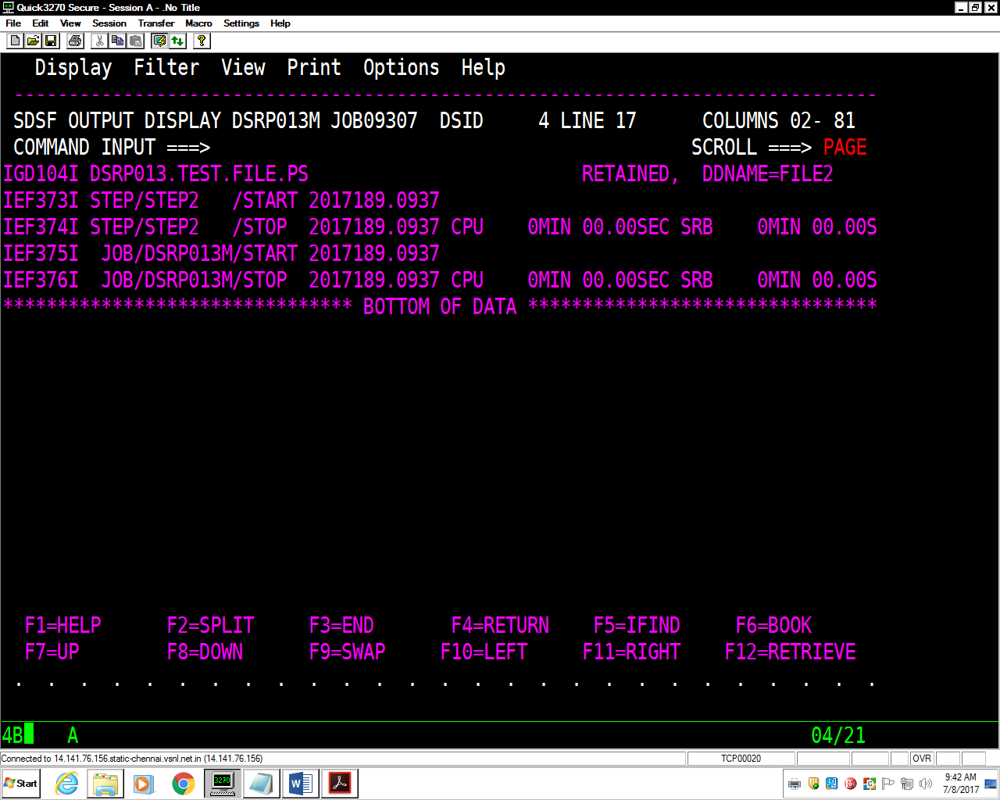 Quick3270 Secure - Session A - .No Title
File Edit View Session Transfer Macro Settings Help
Display Filter View Print Options Help
--------------------------------------------------------------------------------
SDSF OUTPUT DISPLAY DSRP013M JOB09307 DSID 4 LINE 17 COLUMNS 02- 81
COMMAND INPUT ===> SCROLL ===> PAGE
IGD104I DSRP013.TEST.FILE.PS RETAINED, DDNAME=FILE2
IEF373I STEP/STEP2 /START 2017189.0937
IEF374I STEP/STEP2 /STOP 2017189.0937 CPU 0MIN 00.00SEC SRB 0MIN 00.00S
IEF375I JOB/DSRP013M/START 2017189.0937
IEF376I JOB/DSRP013M/STOP 2017189.0937 CPU 0MIN 00.00SEC SRB 0MIN 00.00S
******************************** BOTTOM OF DATA ********************************
F1=HELP F2=SPLIT F3=END F4=RETURN F5=IFIND F6=BOOK
F7=UP F8=DOWN F9=SWAP F10=LEFT F11=RIGHT F12=RETRIEVE
. . . . . . . . . . . . . . . . . . . . . . . . . . .
4B A 04/21
Connected to 14.141.76.156.static-chennai.vsnl.net.in (14.141.76.156) TCP00020 OVR
Start 3270 9:42 AM
7/8/2017